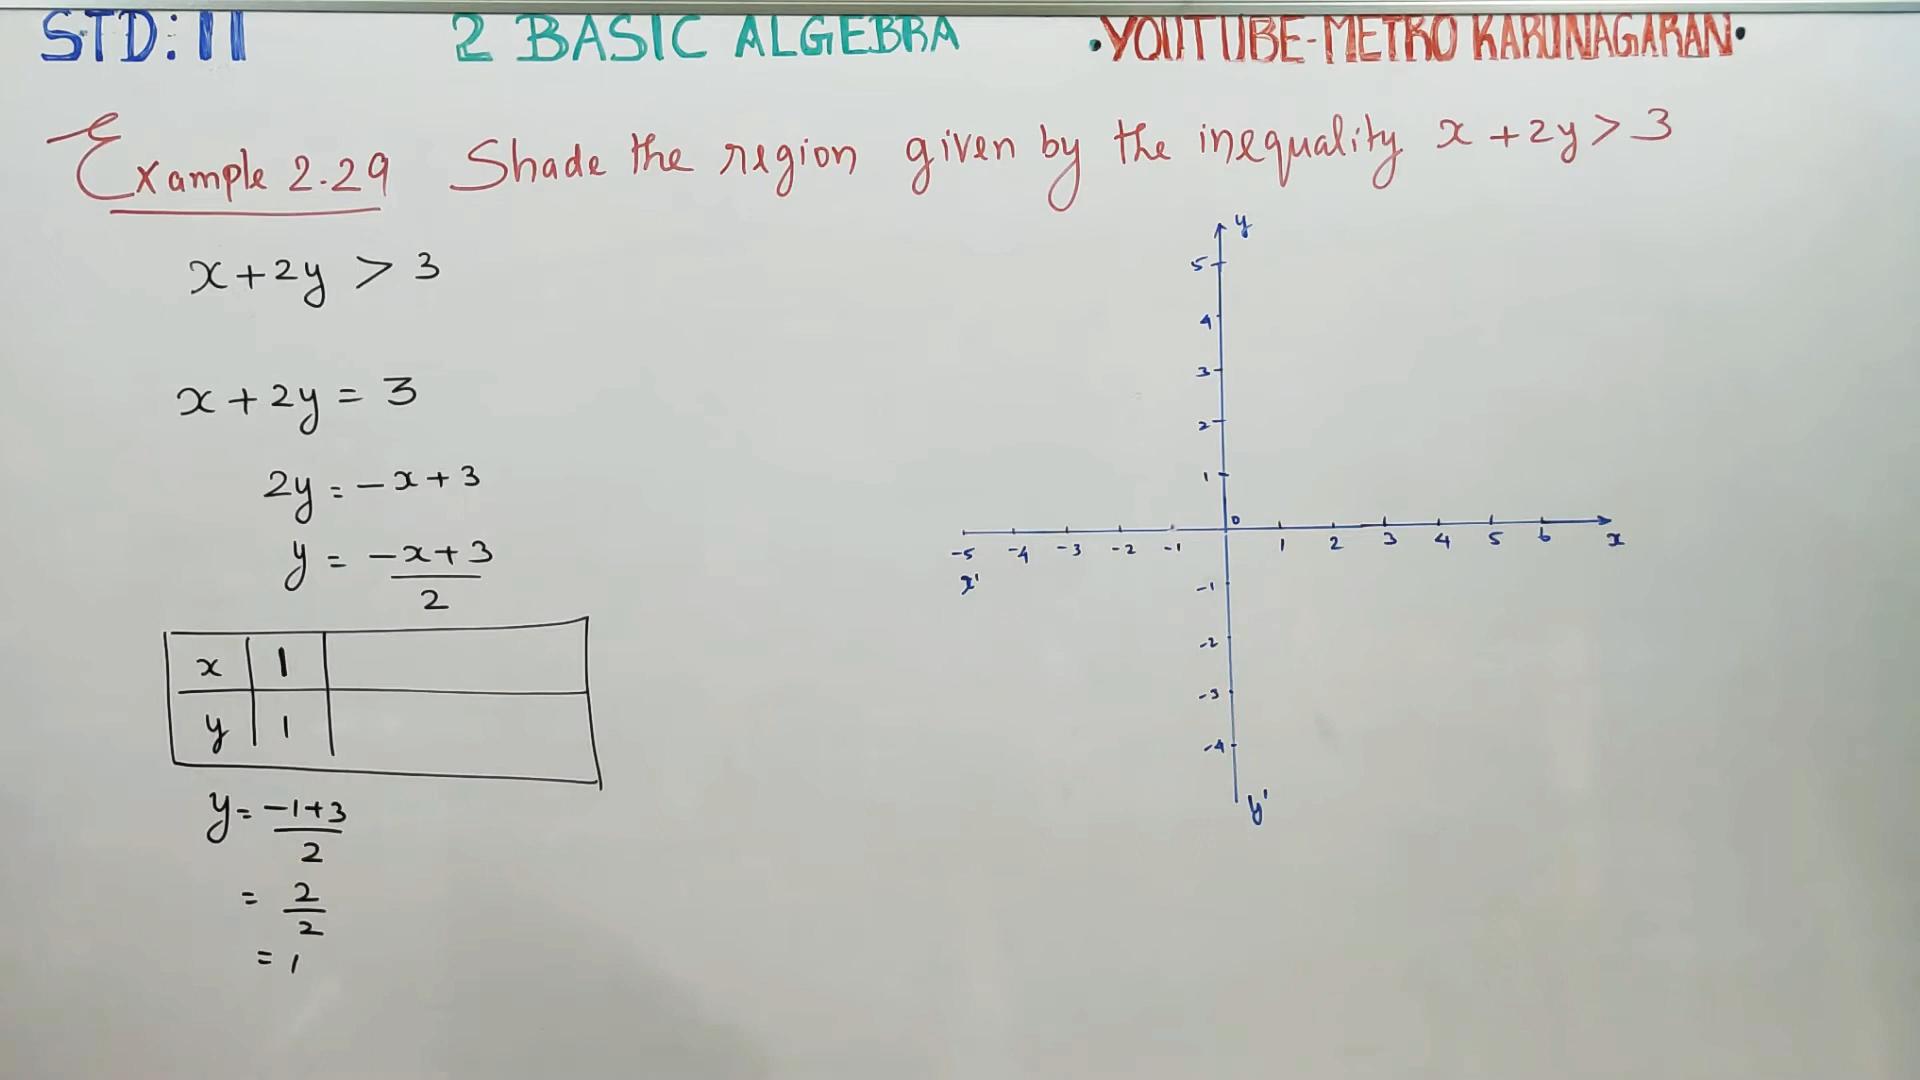 STD: 11 2 BASIC ALGEBRA •YOUTUBE-METRO KARUNAGARAN•
Example 2.29 Shade the region given by the inequality x + 2y > 3
x + 2y > 3
x + 2y = 3
2y = -x + 3
y = -x + 3
2
x 1
y 1
y = -1 + 3
2
= 2
2
= 1
y
5
4
3
2
1
0
-5 -4 -3 -2 -1 1 2 3 4 5 6 x
x'
-1
-2
-3
-4
y'